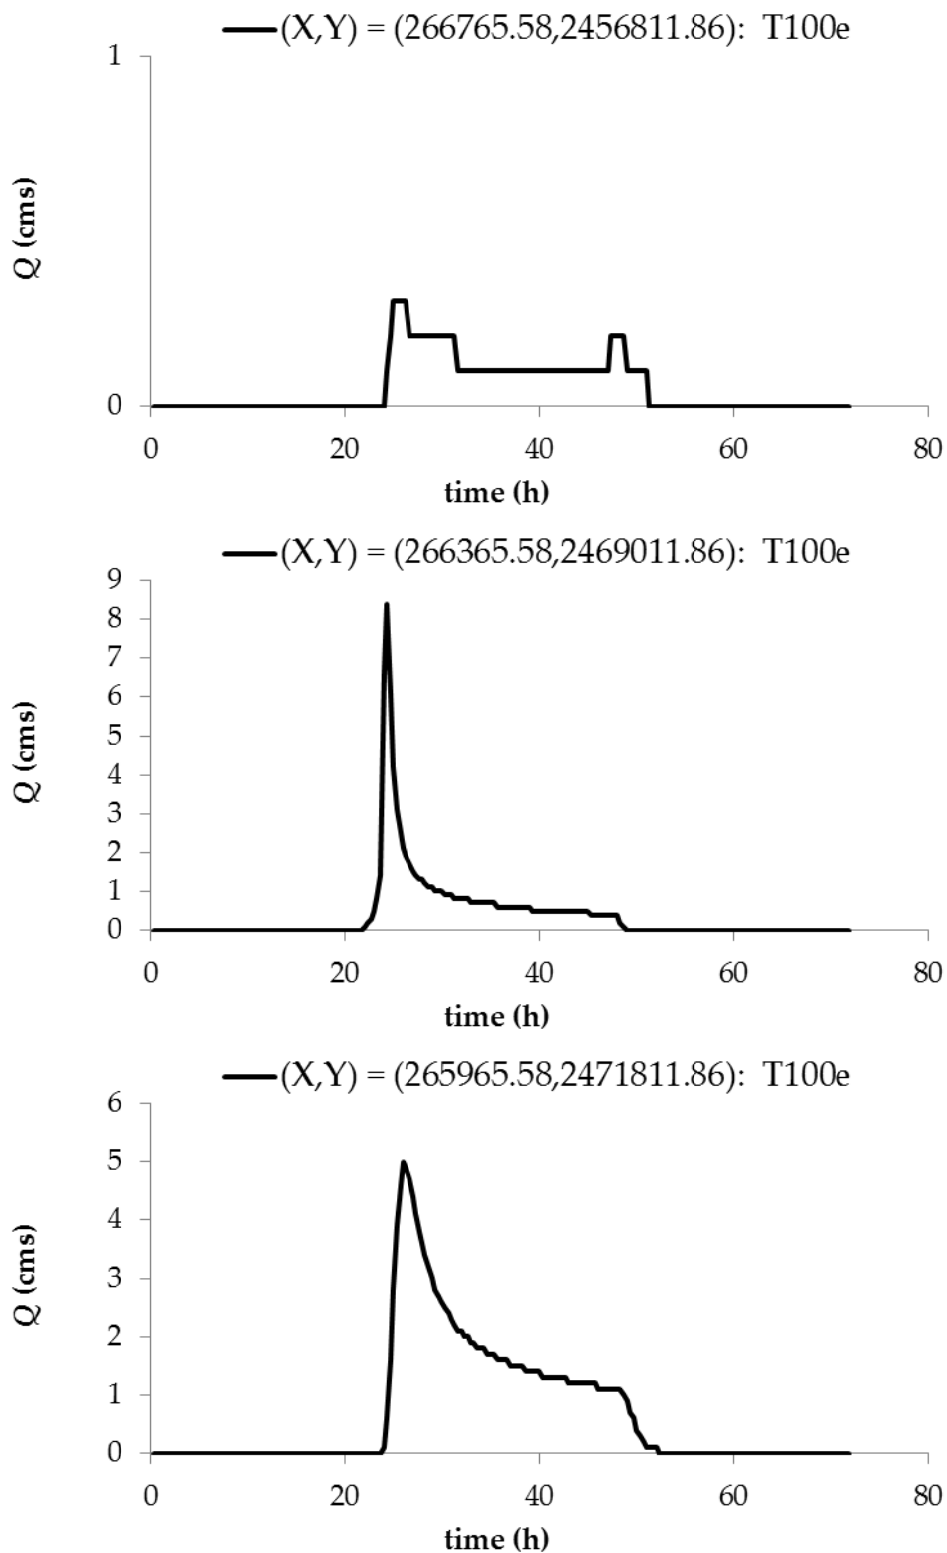 (X,Y) = (266765.58,2456811.86): T100e
1
Q (cms)
0
0 20 40 60 80
time (h)
(X,Y) = (266365.58,2469011.86): T100e
9
8
7
6
5
Q (cms)
4
3
2
1
0
0 20 40 60 80
time (h)
(X,Y) = (265965.58,2471811.86): T100e
6
5
4
Q (cms)
3
2
1
0
0 20 40 60 80
time (h)